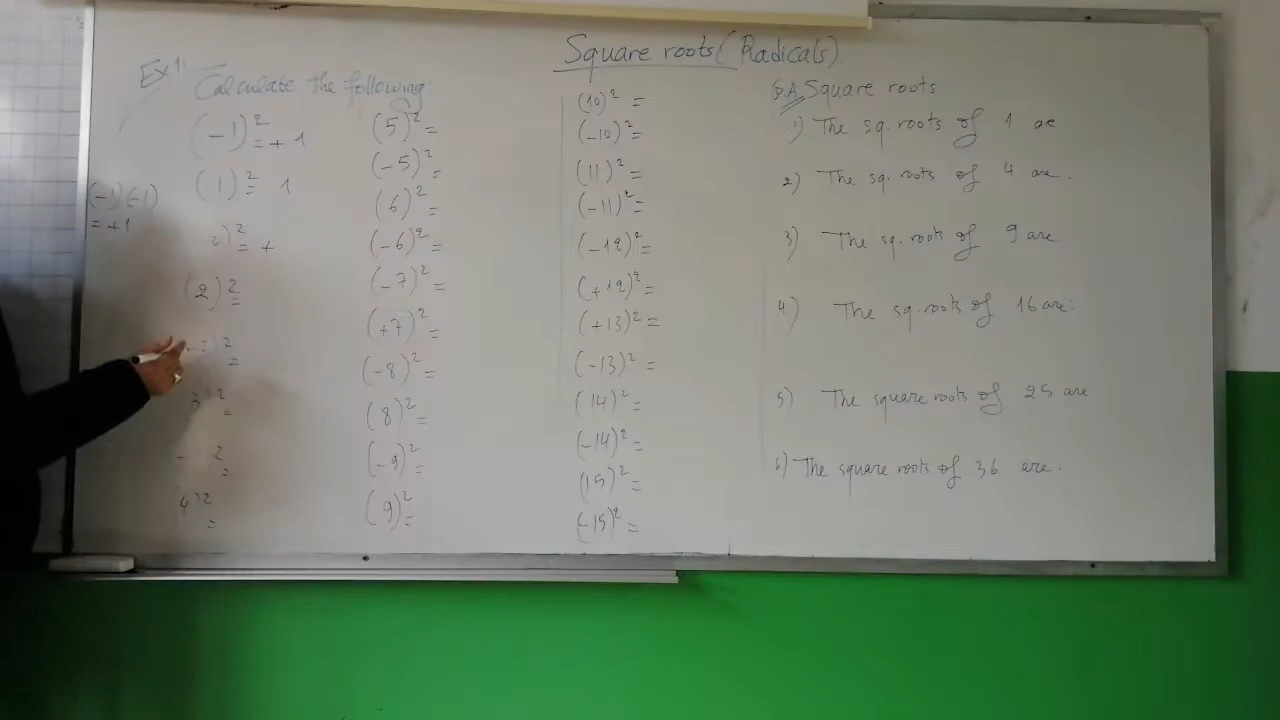 Square roots (Radicals)
Ex 1: Calculate the following:
(-1)² = +1
(1)² = 1
(-1)(-1)
= +1
2)² = +
(2)² =
)² =
3)² =
- ² =
4)² =
(5)² =
(-5)² =
(6)² =
(-6)² =
(-7)² =
(+7)² =
(-8)² =
(8)² =
(-9)² =
(9)² =
(10)² =
(-10)² =
(11)² =
(-11)² =
(-12)² =
(+12)² =
(+13)² =
(-13)² =
(14)² =
(-14)² =
(15)² =
(-15)² =
Square roots
1) The sq. roots of 1 are
2) The sq. roots of 4 are.
3) The sq. roots of 9 are
4) The sq. roots of 16 are:
5) The square roots of 25 are
6) The square roots of 36 are.